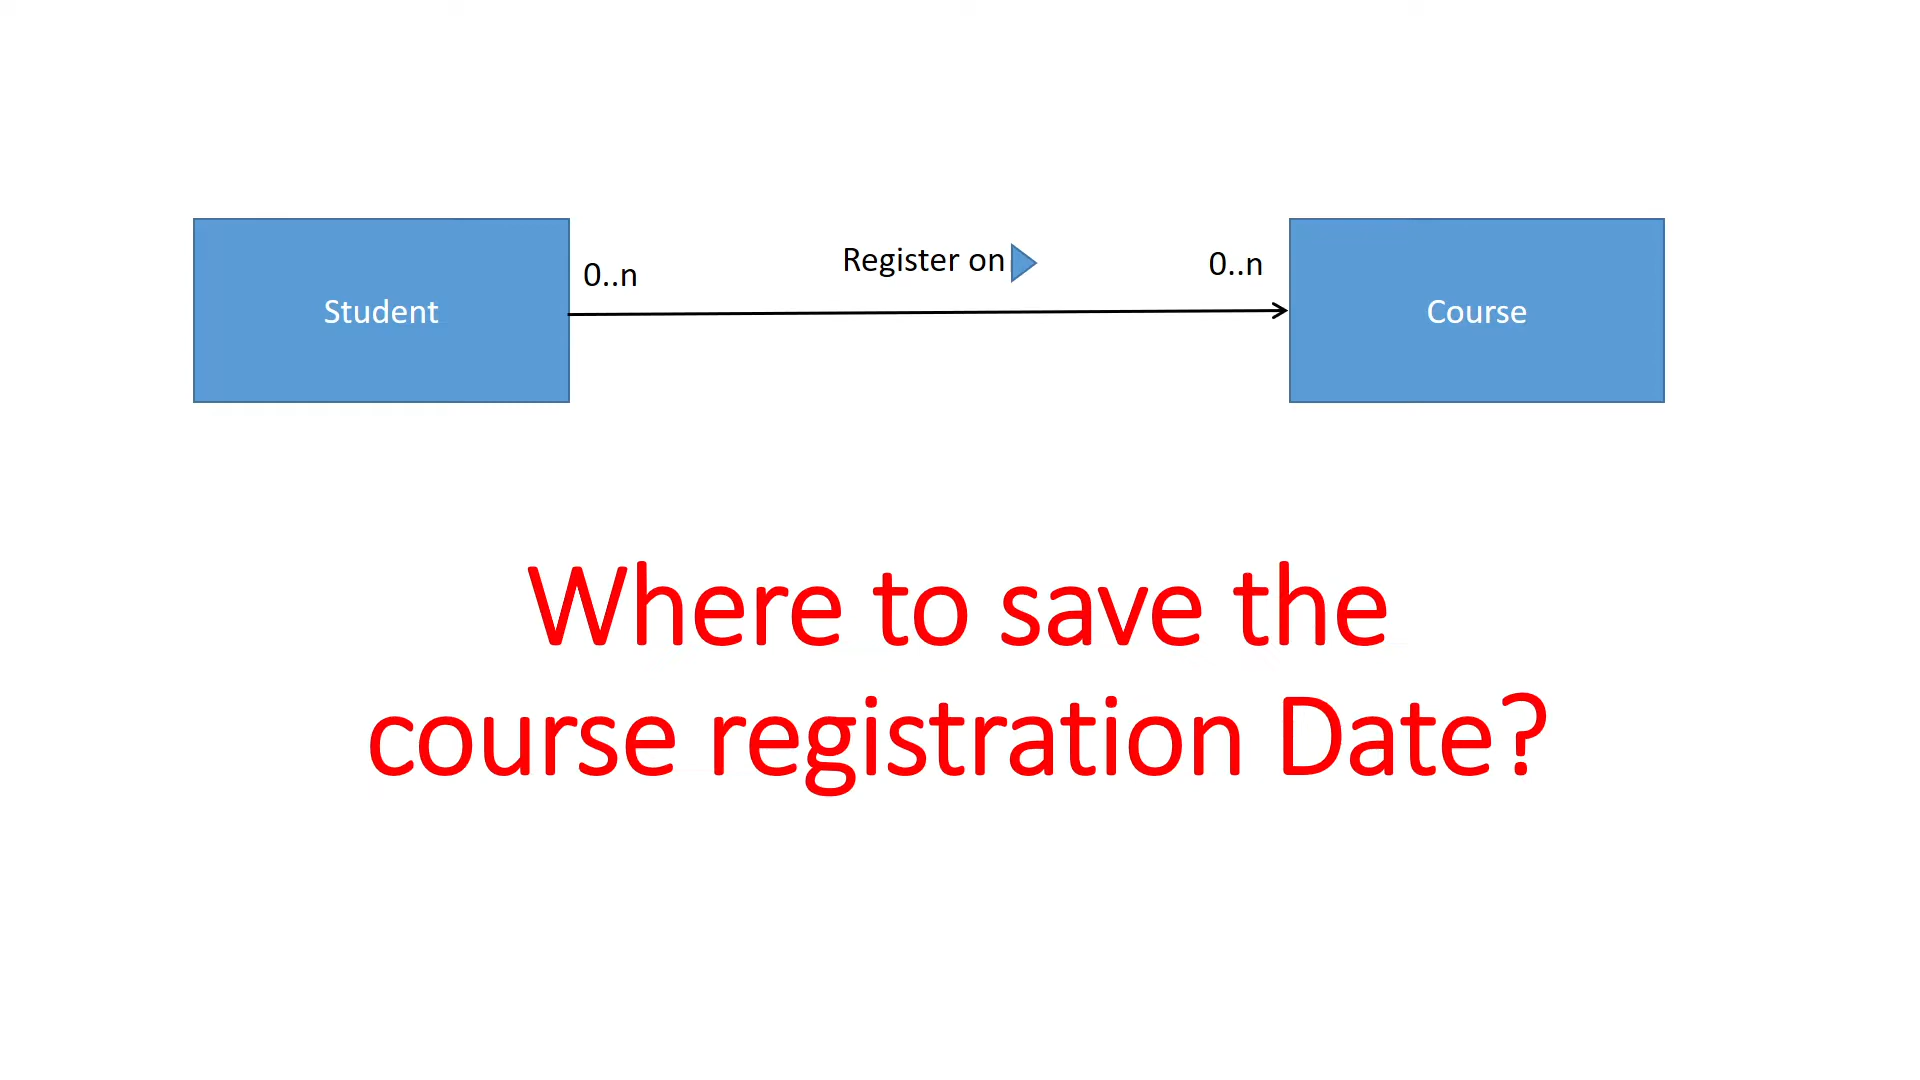 Register on
0..n
0..n
Student
Course
Where to save the
course registration Date?